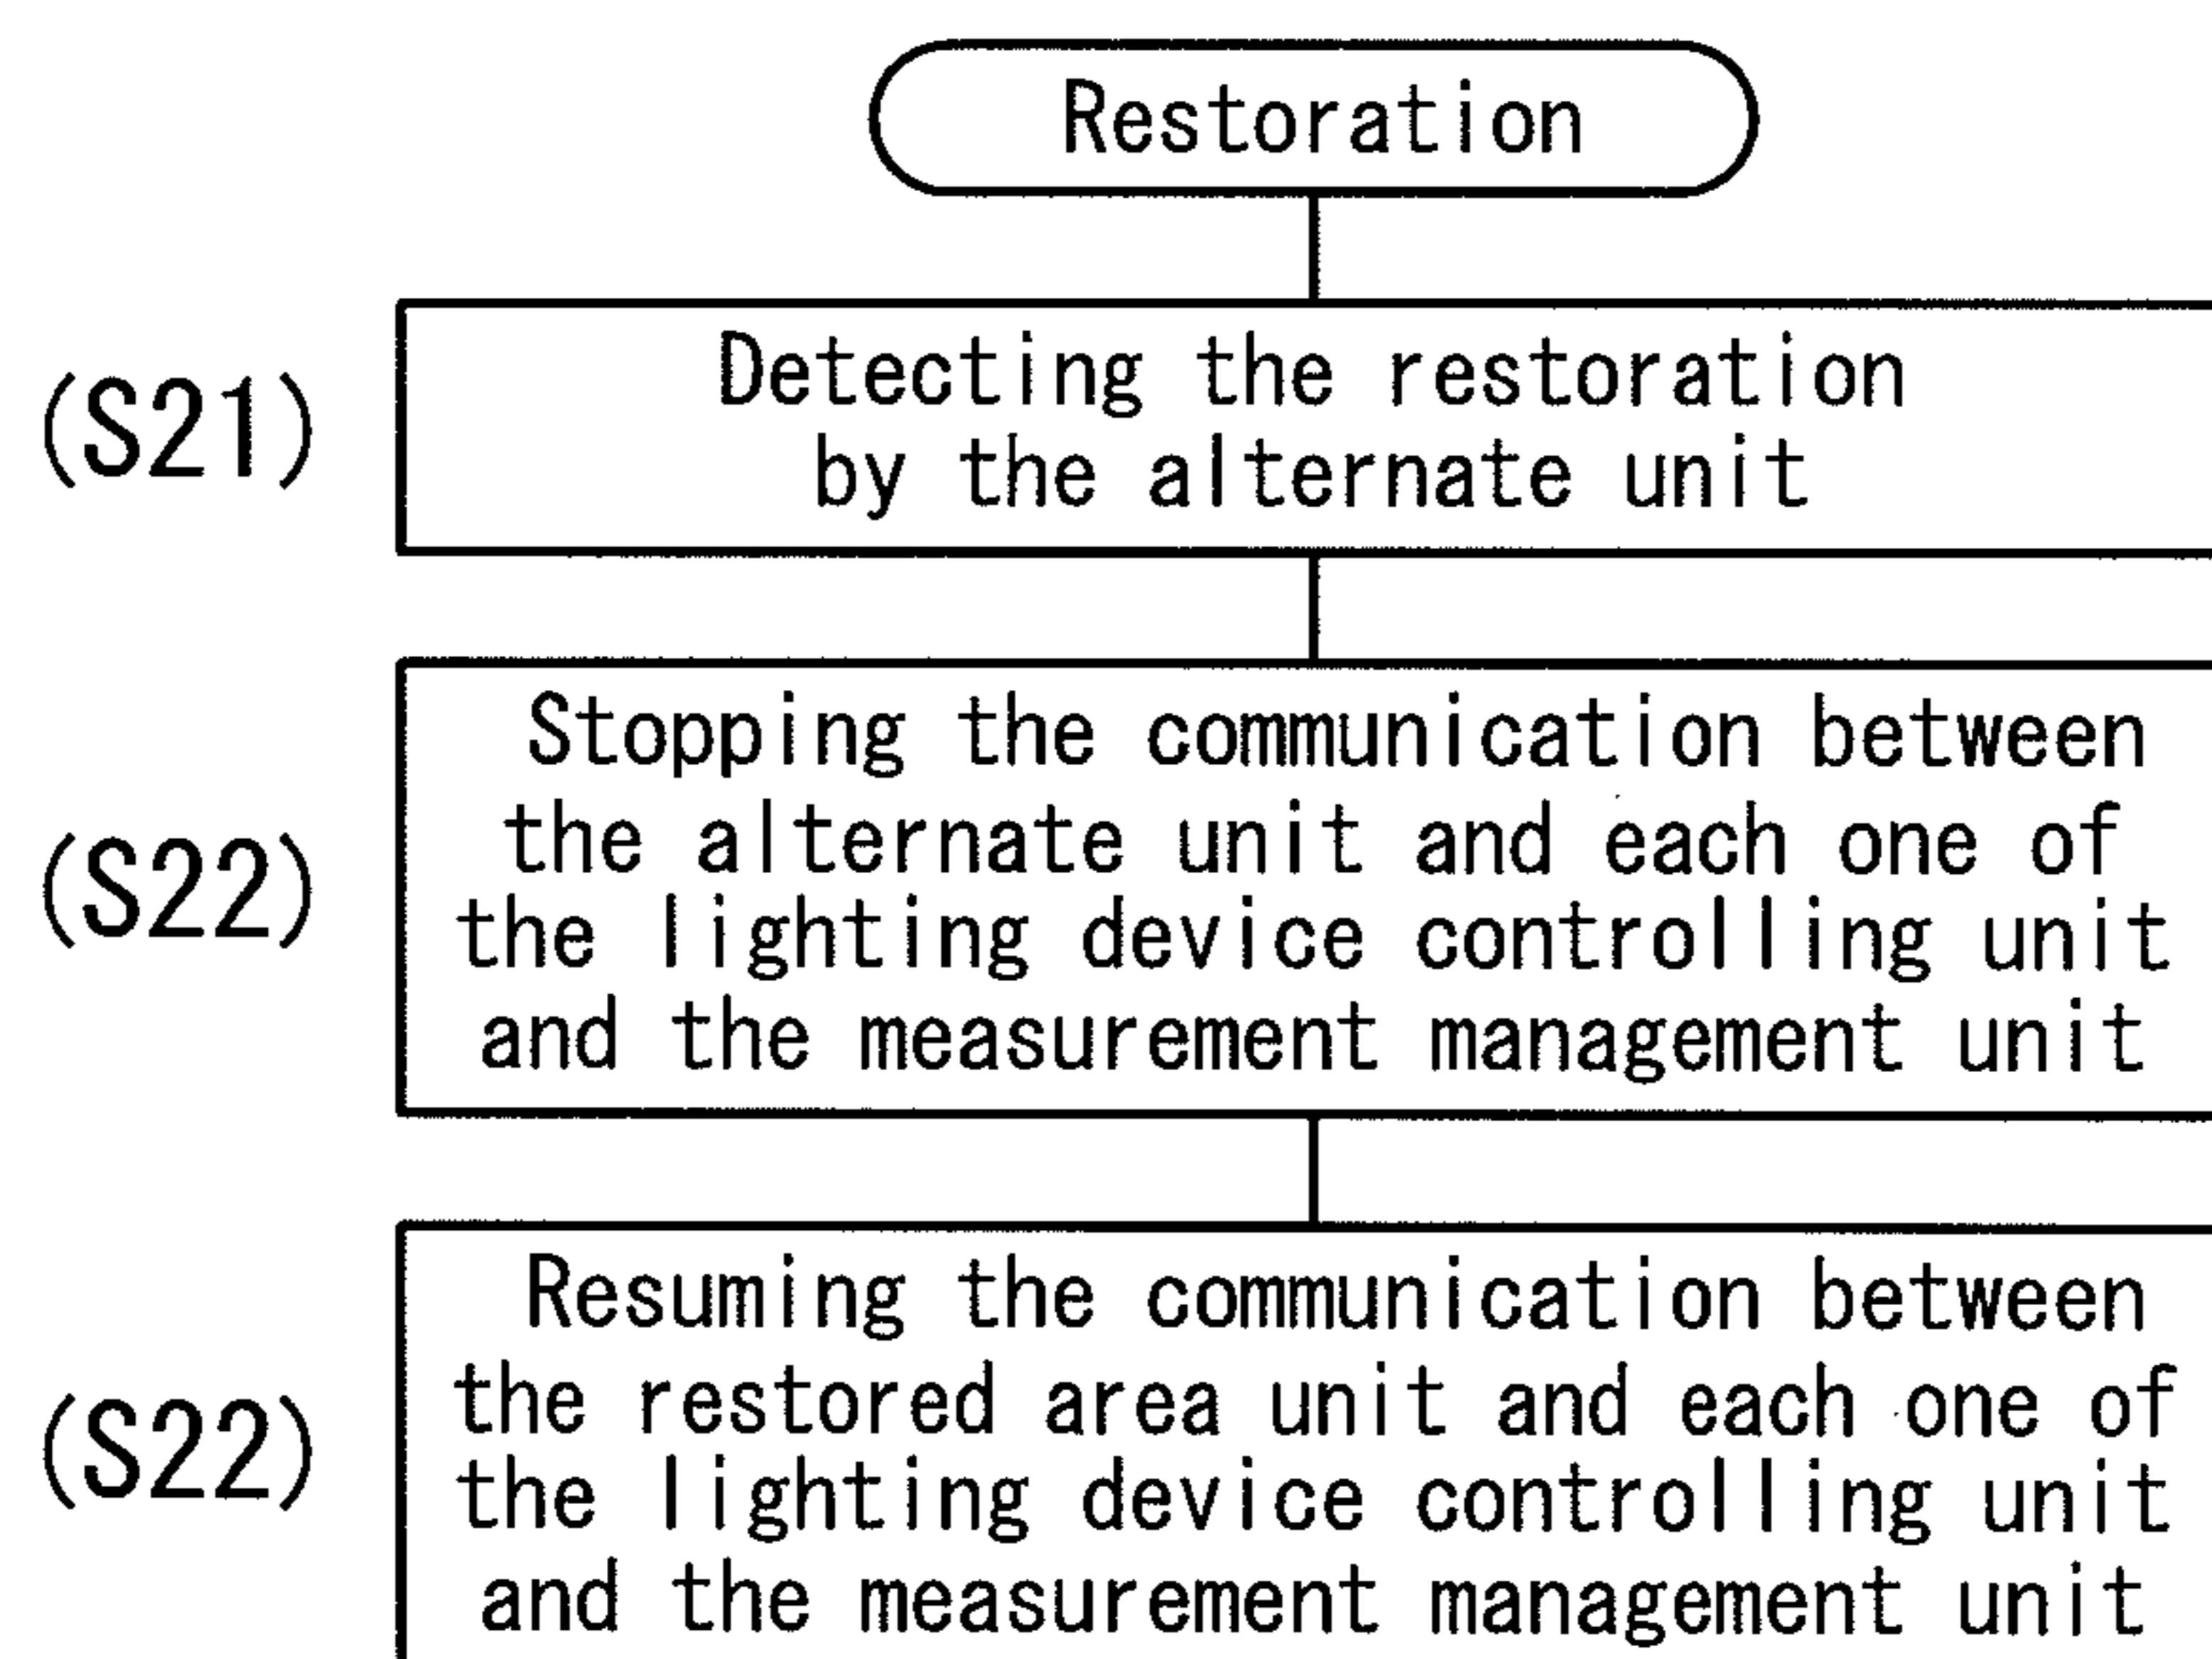 Restoration
(S21)
Detecting the restoration
by the alternate unit
(S22)
Stopping the communication between
the alternate unit and each one of
the lighting device controlling unit
and the measurement management unit
(S22)
Resuming the communication between
the restored area unit and each one of
the lighting device controlling unit
and the measurement management unit